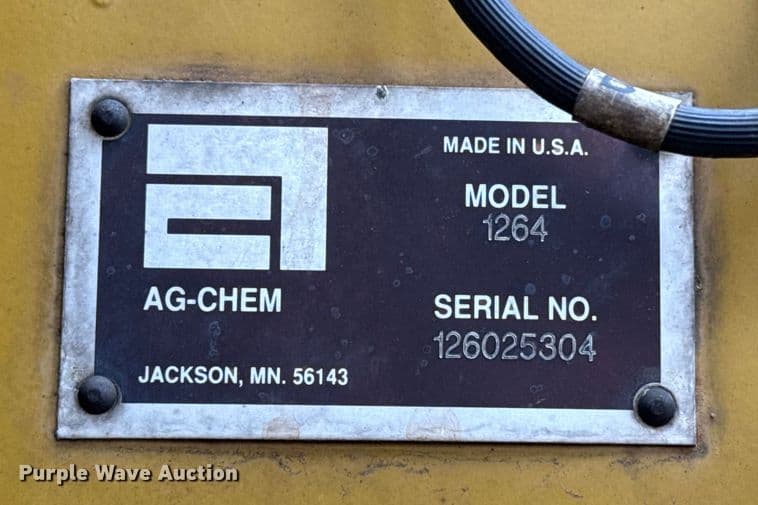 MADE IN U.S.A.
MODEL
1264
AG-CHEM
SERIAL NO.
126025304
JACKSON, MN. 56143
Purple Wave Auction